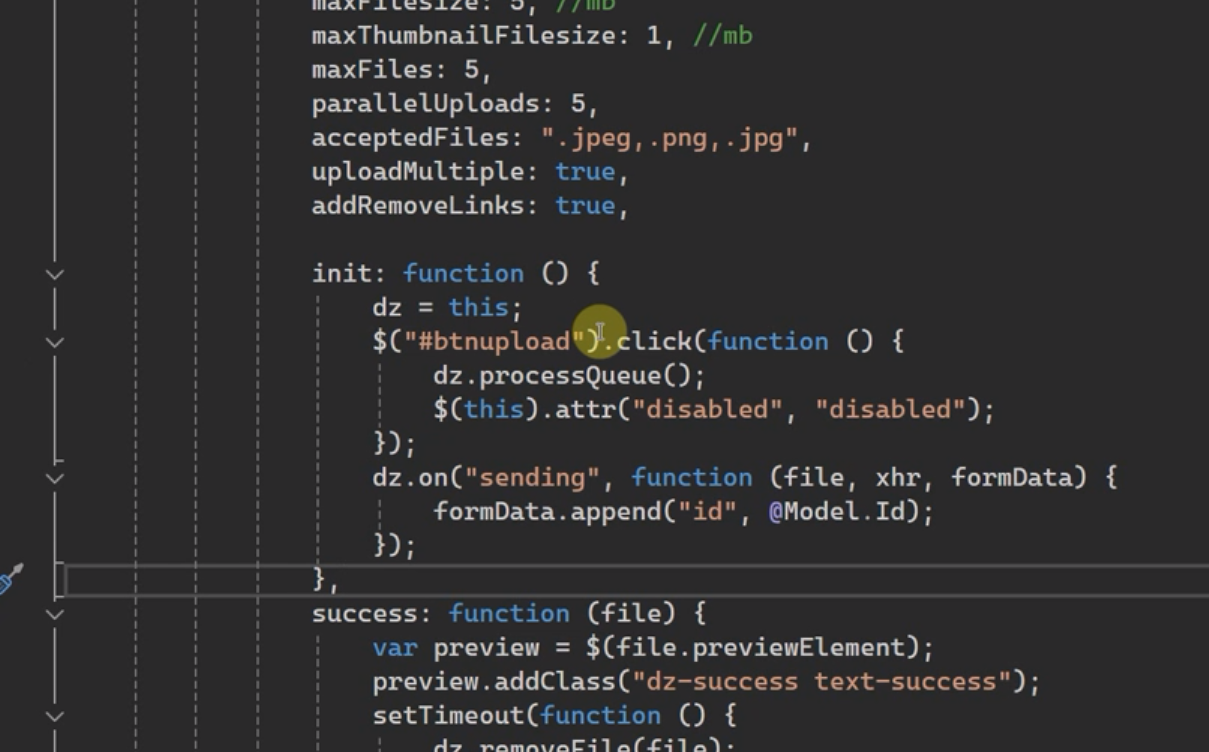 maxFilesize: 5, //mb
maxThumbnailFilesize: 1, //mb
maxFiles: 5,
parallelUploads: 5,
acceptedFiles: ".jpeg,.png,.jpg",
uploadMultiple: true,
addRemoveLinks: true,
init: function () {
dz = this;
$("#btnupload").click(function () {
dz.processQueue();
$(this).attr("disabled", "disabled");
});
dz.on("sending", function (file, xhr, formData) {
formData.append("id", @Model.Id);
});
},
success: function (file) {
var preview = $(file.previewElement);
preview.addClass("dz-success text-success");
setTimeout(function () {
dz.removeFile(file);